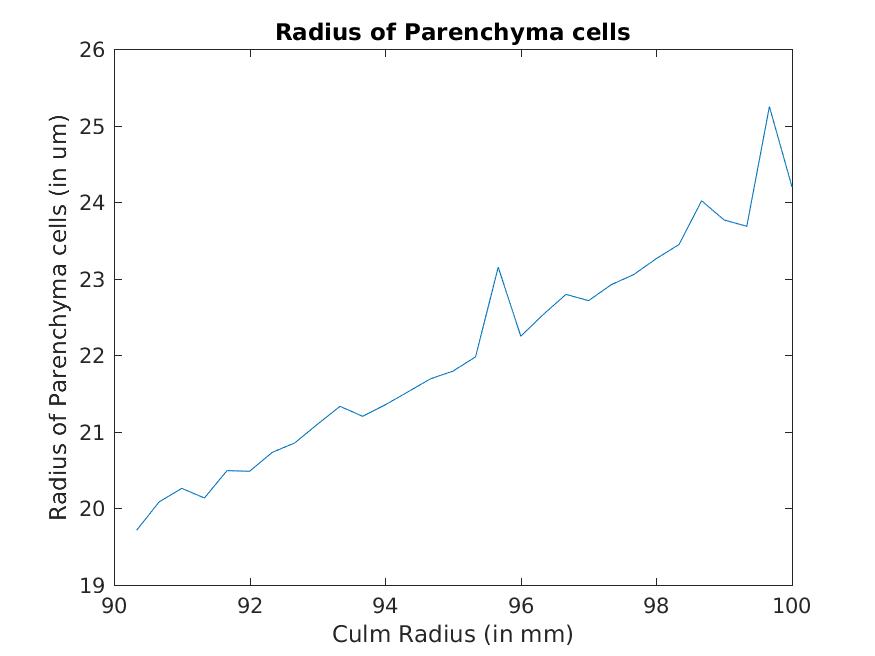 Radius of Parenchyma cells
26
25
24
23
22
21
20
19
Radius of Parenchyma cells (in um)
90 92 94 96 98 100
Culm Radius (in mm)